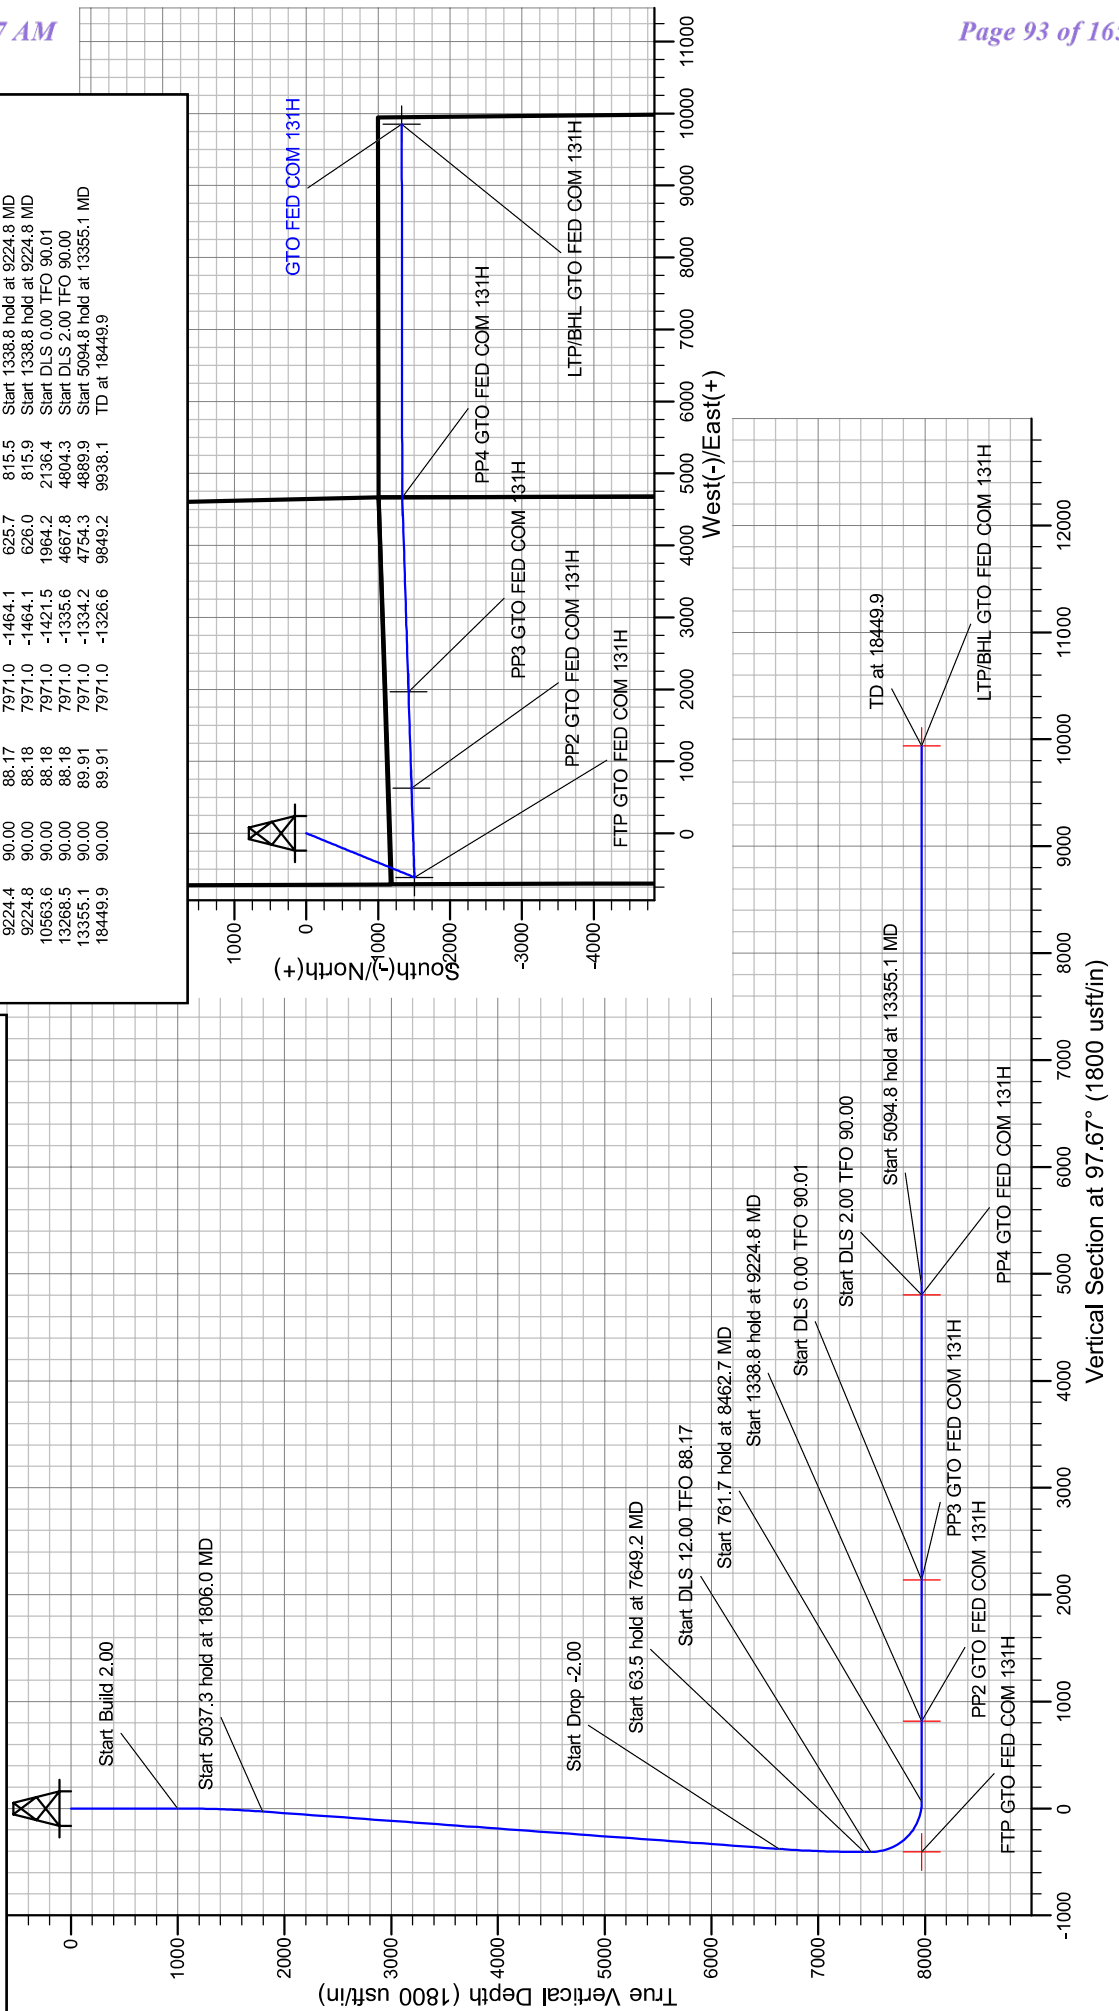 7 AM
Page 93 of 16
9224.4 90.00 88.17 7971.0 -1464.1 625.7 815.5 Start 1338.8 hold at 9224.8 MD
9224.8 90.00 88.18 7971.0 -1464.1 626.0 815.9 Start 1338.8 hold at 9224.8 MD
10563.6 90.00 88.18 7971.0 -1421.5 1964.2 2136.4 Start DLS 0.00 TFO 90.01
13268.5 90.00 88.18 7971.0 -1335.6 4667.8 4804.3 Start DLS 2.00 TFO 90.00
13355.1 90.00 89.91 7971.0 -1334.2 4754.3 4889.9 Start 5094.8 hold at 13355.1 MD
18449.9 90.00 89.91 7971.0 -1326.6 9849.2 9938.1 TD at 18449.9
South(-)/North(+)
1000
0
-1000
-2000
-3000
-4000
GTO FED COM 131H
LTP/BHL GTO FED COM 131H
PP4 GTO FED COM 131H
PP3 GTO FED COM 131H
PP2 GTO FED COM 131H
FTP GTO FED COM 131H
0 1000 2000 3000 4000 5000 6000 7000 8000 9000 10000 11000
West(-)/East(+)
True Vertical Depth (1800 usft/in)
0
1000
2000
3000
4000
5000
6000
7000
8000
Start Build 2.00
Start 5037.3 hold at 1806.0 MD
Start Drop -2.00
Start 63.5 hold at 7649.2 MD
Start DLS 12.00 TFO 88.17
Start 761.7 hold at 8462.7 MD
Start 1338.8 hold at 9224.8 MD
Start DLS 0.00 TFO 90.01
Start DLS 2.00 TFO 90.00
Start 5094.8 hold at 13355.1 MD
TD at 18449.9
FTP GTO FED COM 131H
PP2 GTO FED COM 131H
PP3 GTO FED COM 131H
PP4 GTO FED COM 131H
LTP/BHL GTO FED COM 131H
-1000 0 1000 2000 3000 4000 5000 6000 7000 8000 9000 10000 11000 12000
Vertical Section at 97.67° (1800 usft/in)